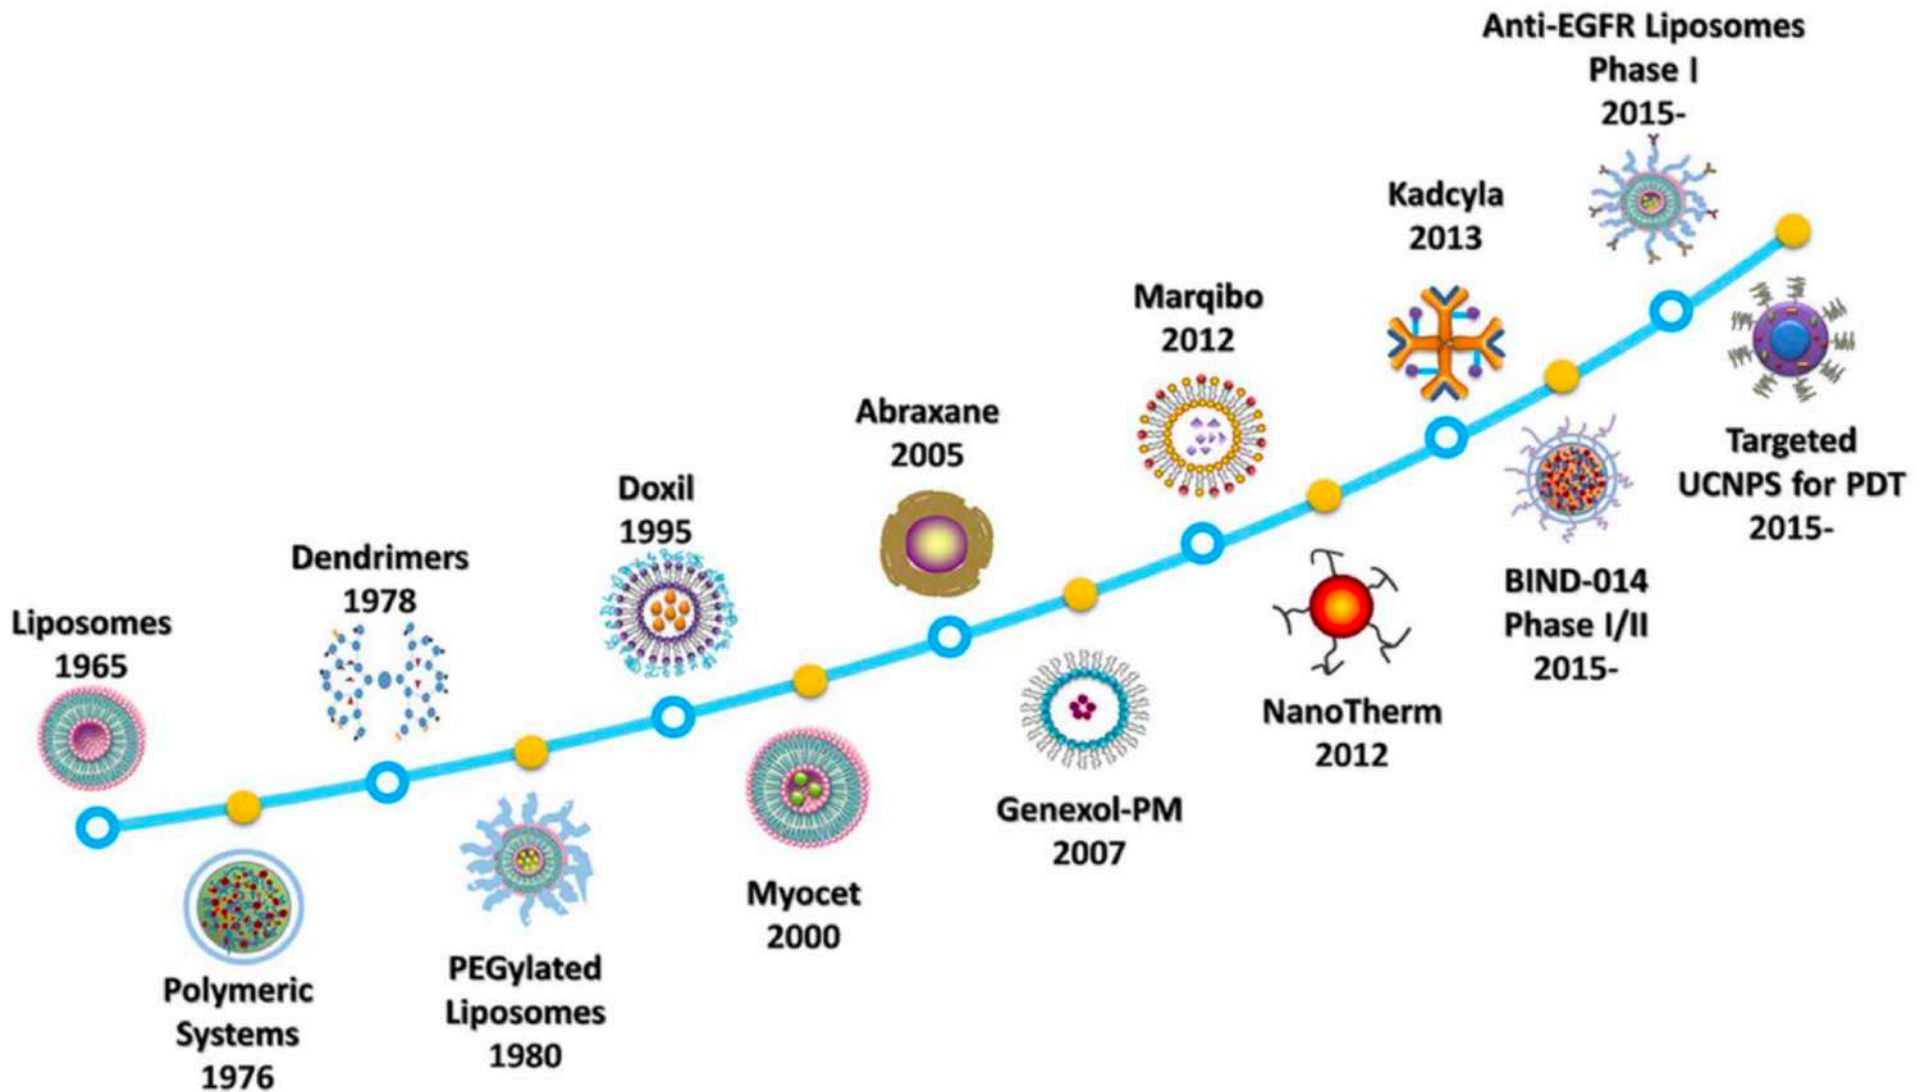 Liposomes
1965
Polymeric
Systems
1976
Dendrimers
1978
PEGylated
Liposomes
1980
Doxil
1995
Myocet
2000
Abraxane
2005
Genexol-PM
2007
Marqibo
2012
NanoTherm
2012
Kadcyla
2013
BIND-014
Phase I/II
2015-
Anti-EGFR Liposomes
Phase I
2015-
Targeted
UCNPS for PDT
2015-